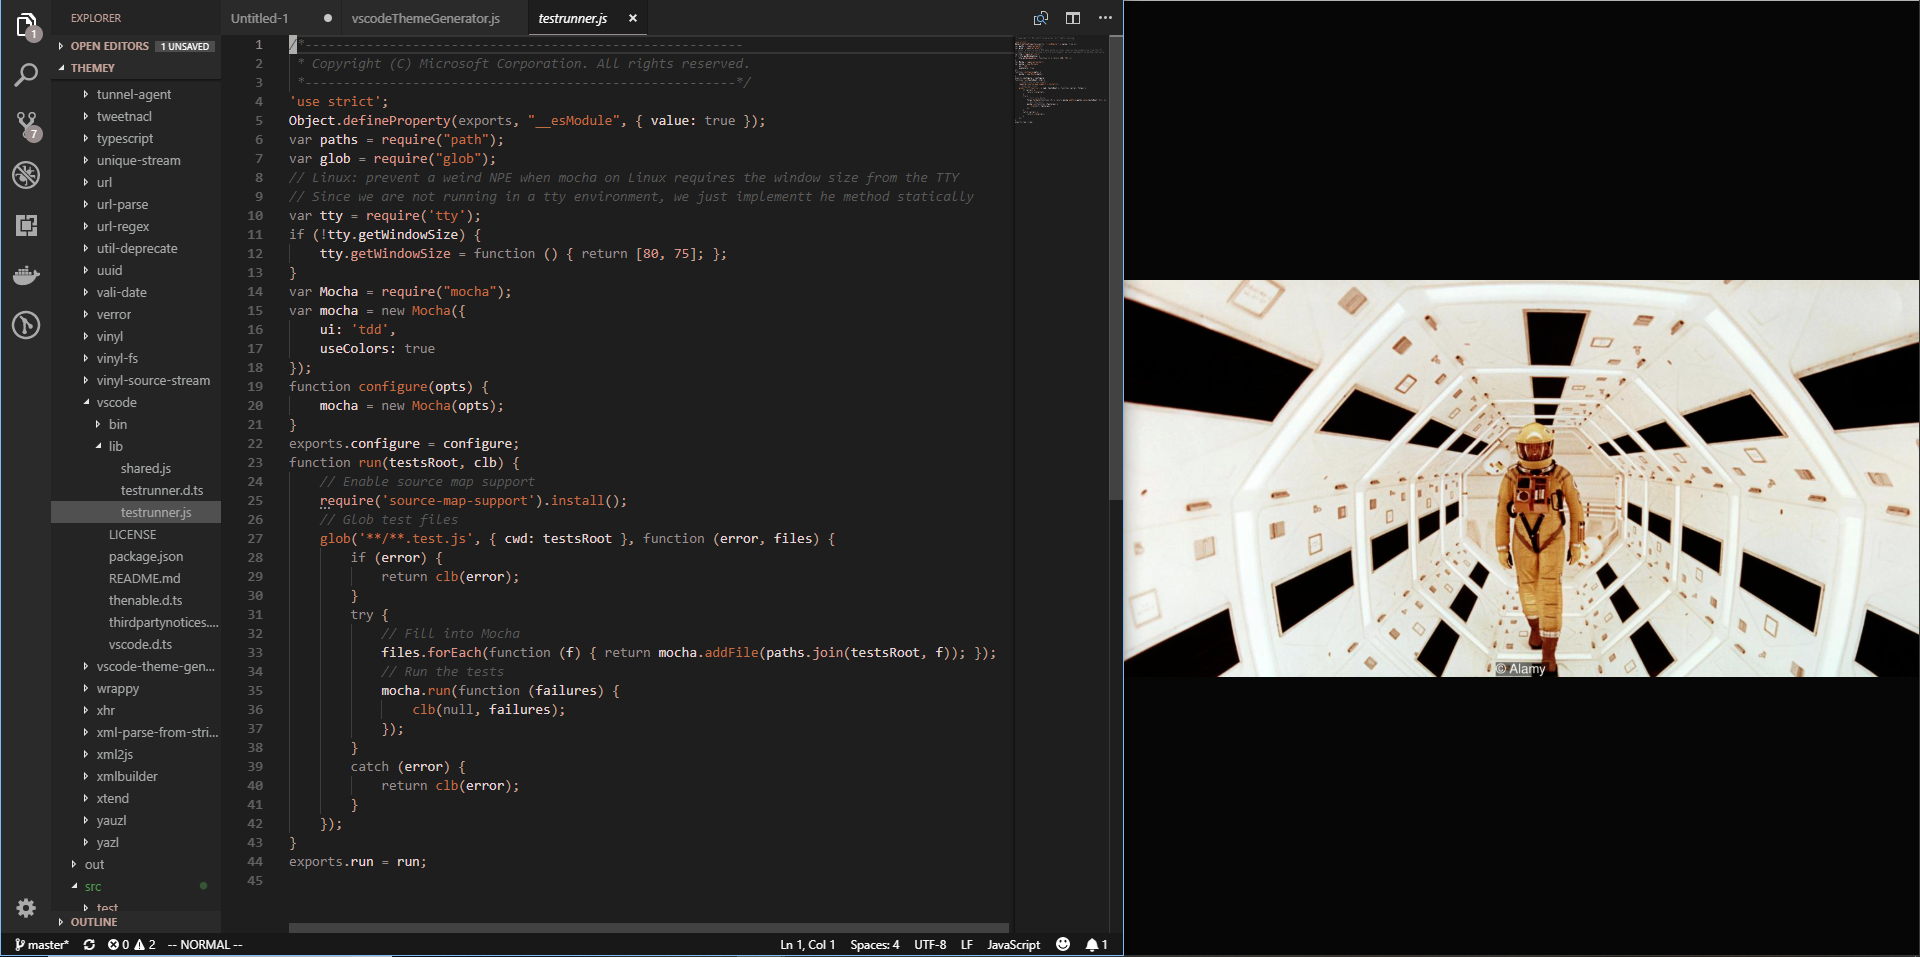 EXPLORER
OPEN EDITORS 1 UNSAVED
THEMEY
tunnel-agent
tweetnacl
typescript
unique-stream
url
url-parse
url-regex
util-deprecate
uuid
vali-date
verror
vinyl
vinyl-fs
vinyl-source-stream
vscode
bin
lib
shared.js
testrunner.d.ts
testrunner.js
LICENSE
package.json
README.md
thenable.d.ts
thirdpartynotices....
vscode.d.ts
vscode-theme-gen...
wrappy
xhr
xml-parse-from-stri...
xml2js
xmlbuilder
xtend
yauzl
yazl
out
src
test
OUTLINE
1
7
Untitled-1 vscodeThemeGenerator.js testrunner.js
1 /*---------------------------------------------------------
2 * Copyright (C) Microsoft Corporation. All rights reserved.
3 *--------------------------------------------------------*/
4 'use strict';
5 Object.defineProperty(exports, "__esModule", { value: true });
6 var paths = require("path");
7 var glob = require("glob");
8 // Linux: prevent a weird NPE when mocha on Linux requires the window size from the TTY
9 // Since we are not running in a tty environment, we just implementt he method statically
10 var tty = require('tty');
11 if (!tty.getWindowSize) {
12 tty.getWindowSize = function () { return [80, 75]; };
13 }
14 var Mocha = require("mocha");
15 var mocha = new Mocha({
16 ui: 'tdd',
17 useColors: true
18 });
19 function configure(opts) {
20 mocha = new Mocha(opts);
21 }
22 exports.configure = configure;
23 function run(testsRoot, clb) {
24 // Enable source map support
25 require('source-map-support').install();
26 // Glob test files
27 glob('**/**.test.js', { cwd: testsRoot }, function (error, files) {
28 if (error) {
29 return clb(error);
30 }
31 try {
32 // Fill into Mocha
33 files.forEach(function (f) { return mocha.addFile(paths.join(testsRoot, f)); });
34 // Run the tests
35 mocha.run(function (failures) {
36 clb(null, failures);
37 });
38 }
39 catch (error) {
40 return clb(error);
41 }
42 });
43 }
44 exports.run = run;
45
© Alamy
master* 0 2 -- NORMAL -- Ln 1, Col 1 Spaces: 4 UTF-8 LF JavaScript 1